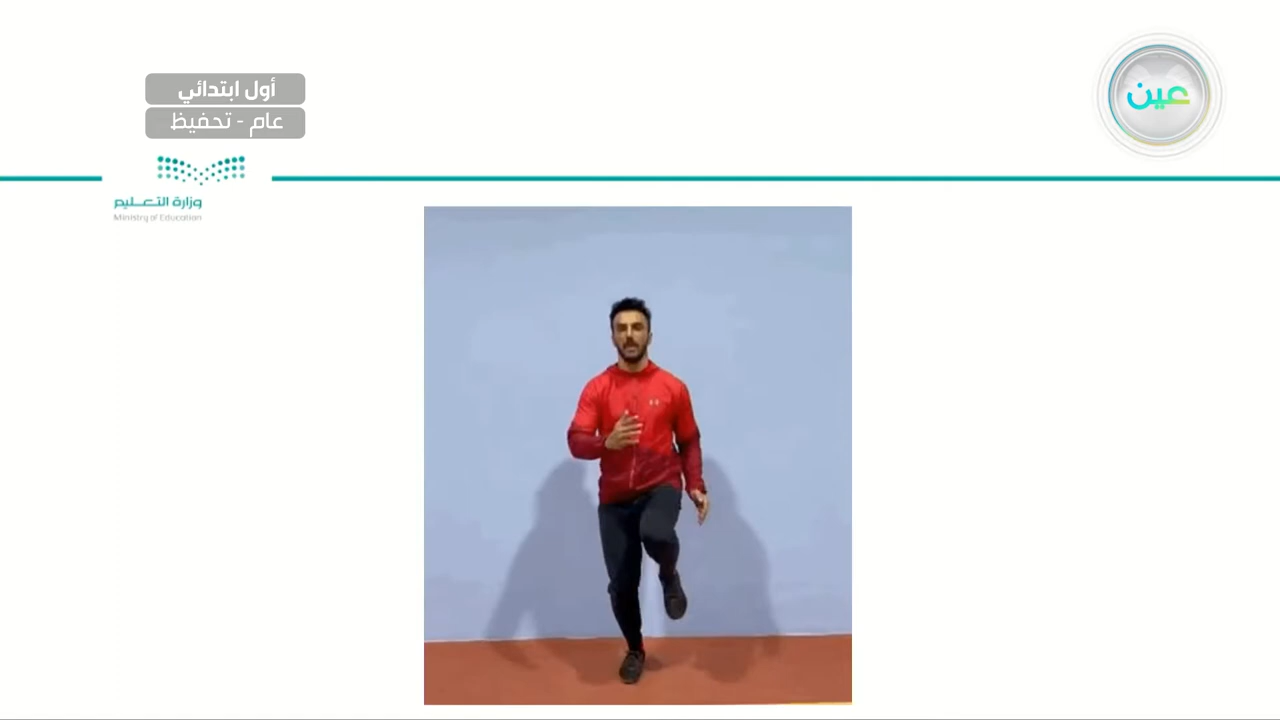 عين
أول ابتدائي
عام - تحفيظ
وزارة التعليم
Ministry of Education